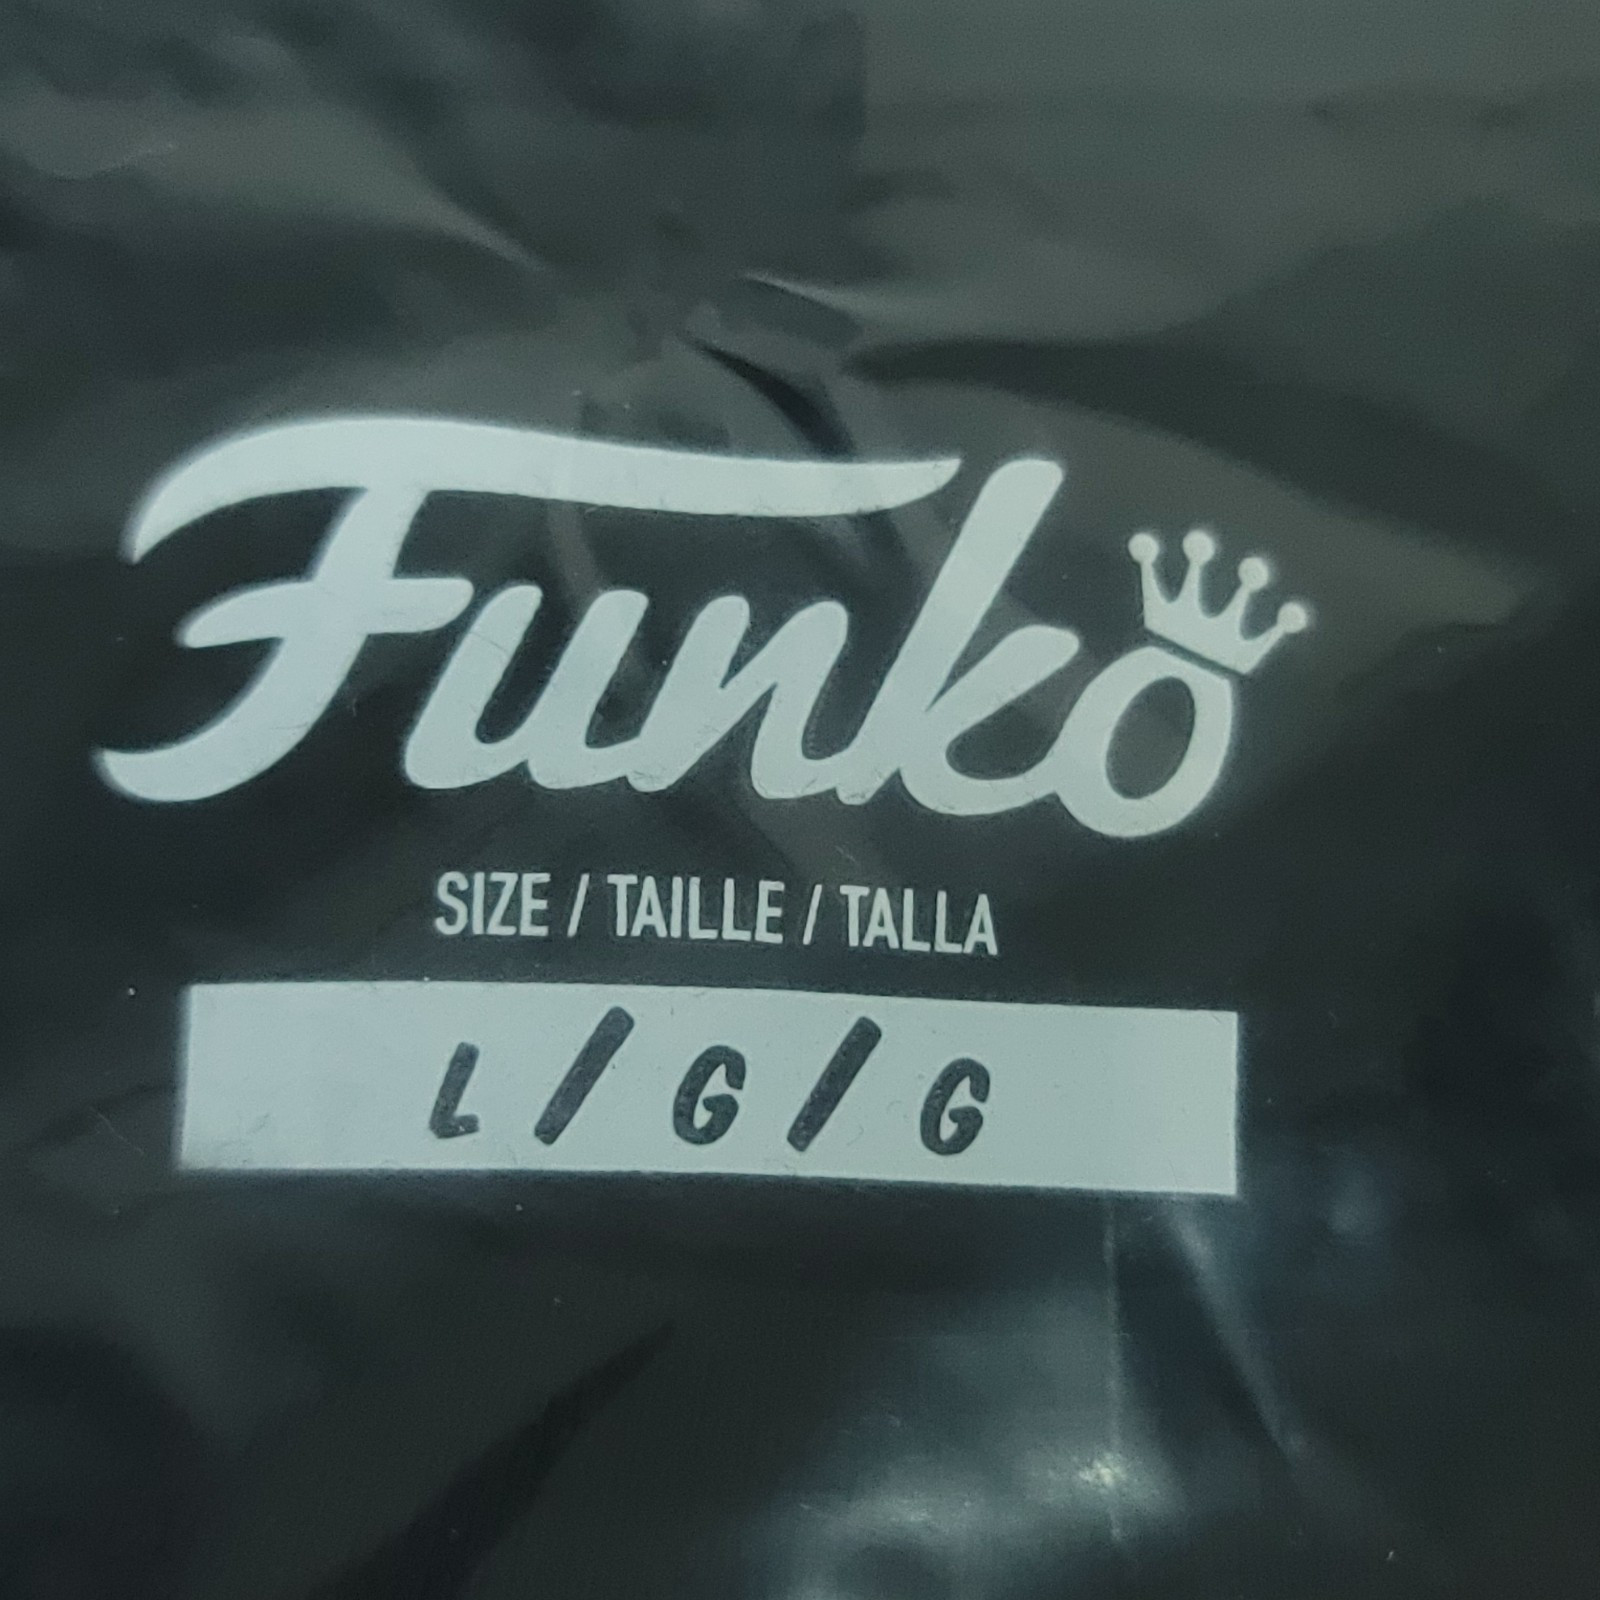 Funko
SIZE / TAILLE / TALLA
L / G / G